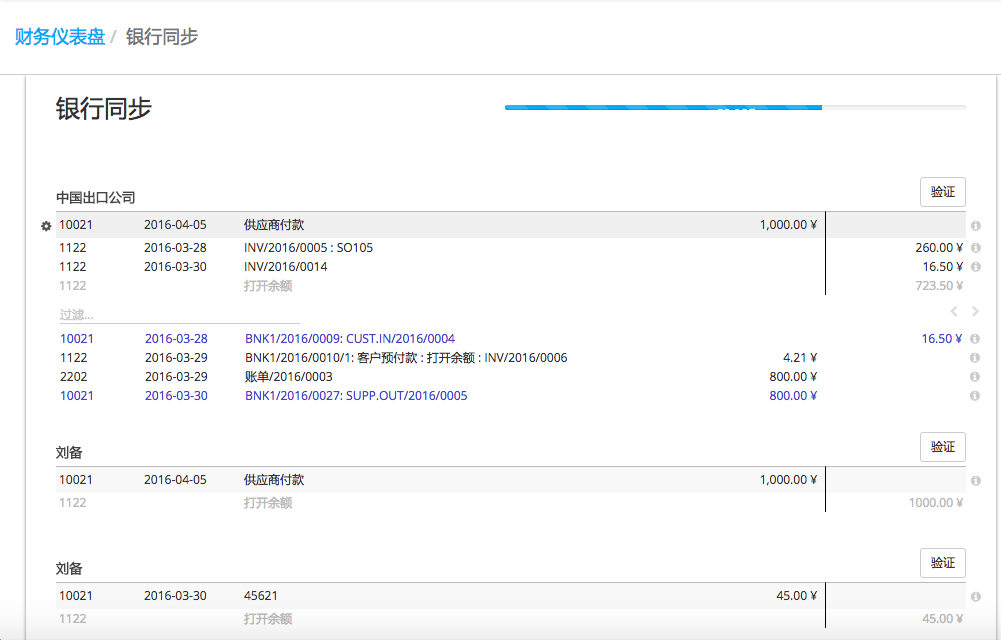 财务仪表盘 / 银行同步
银行同步
中国出口公司 验证
10021 2016-04-05 供应商付款 1,000.00 ¥
1122 2016-03-28 INV/2016/0005 : SO105 260.00 ¥
1122 2016-03-30 INV/2016/0014 16.50 ¥
1122 打开余额 723.50 ¥
过滤...
10021 2016-03-28 BNK1/2016/0009: CUST.IN/2016/0004 16.50 ¥
1122 2016-03-29 BNK1/2016/0010/1: 客户预付款 : 打开余额 : INV/2016/0006 4.21 ¥
2202 2016-03-29 账单/2016/0003 800.00 ¥
10021 2016-03-30 BNK1/2016/0027: SUPP.OUT/2016/0005 800.00 ¥
刘备 验证
10021 2016-04-05 供应商付款 1,000.00 ¥
1122 打开余额 1000.00 ¥
刘备 验证
10021 2016-03-30 45621 45.00 ¥
1122 打开余额 45.00 ¥